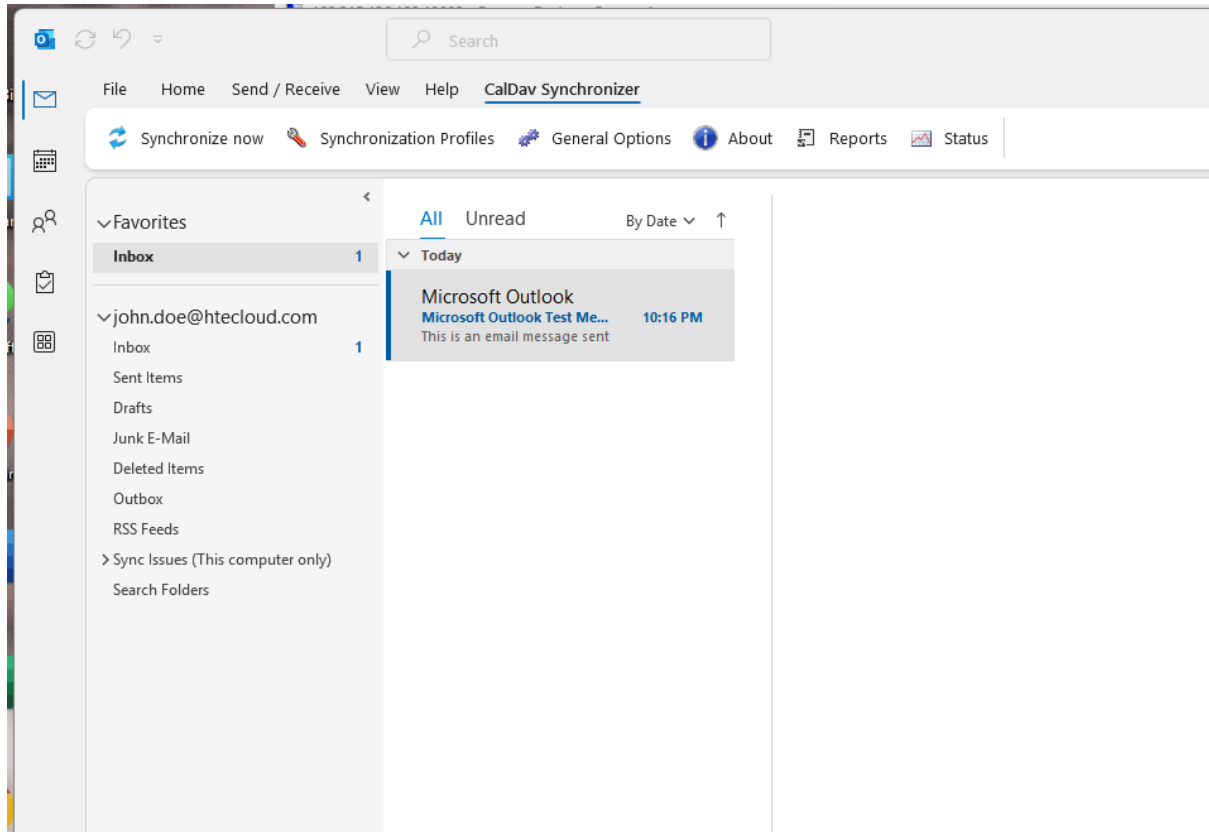 Search
File Home Send / Receive View Help CalDav Synchronizer
Synchronize now Synchronization Profiles General Options About Reports Status
Favorites
Inbox 1
john.doe@htecloud.com
Inbox 1
Sent Items
Drafts
Junk E-Mail
Deleted Items
Outbox
RSS Feeds
Sync Issues (This computer only)
Search Folders
All Unread By Date
Today
Microsoft Outlook
Microsoft Outlook Test Me... 10:16 PM
This is an email message sent